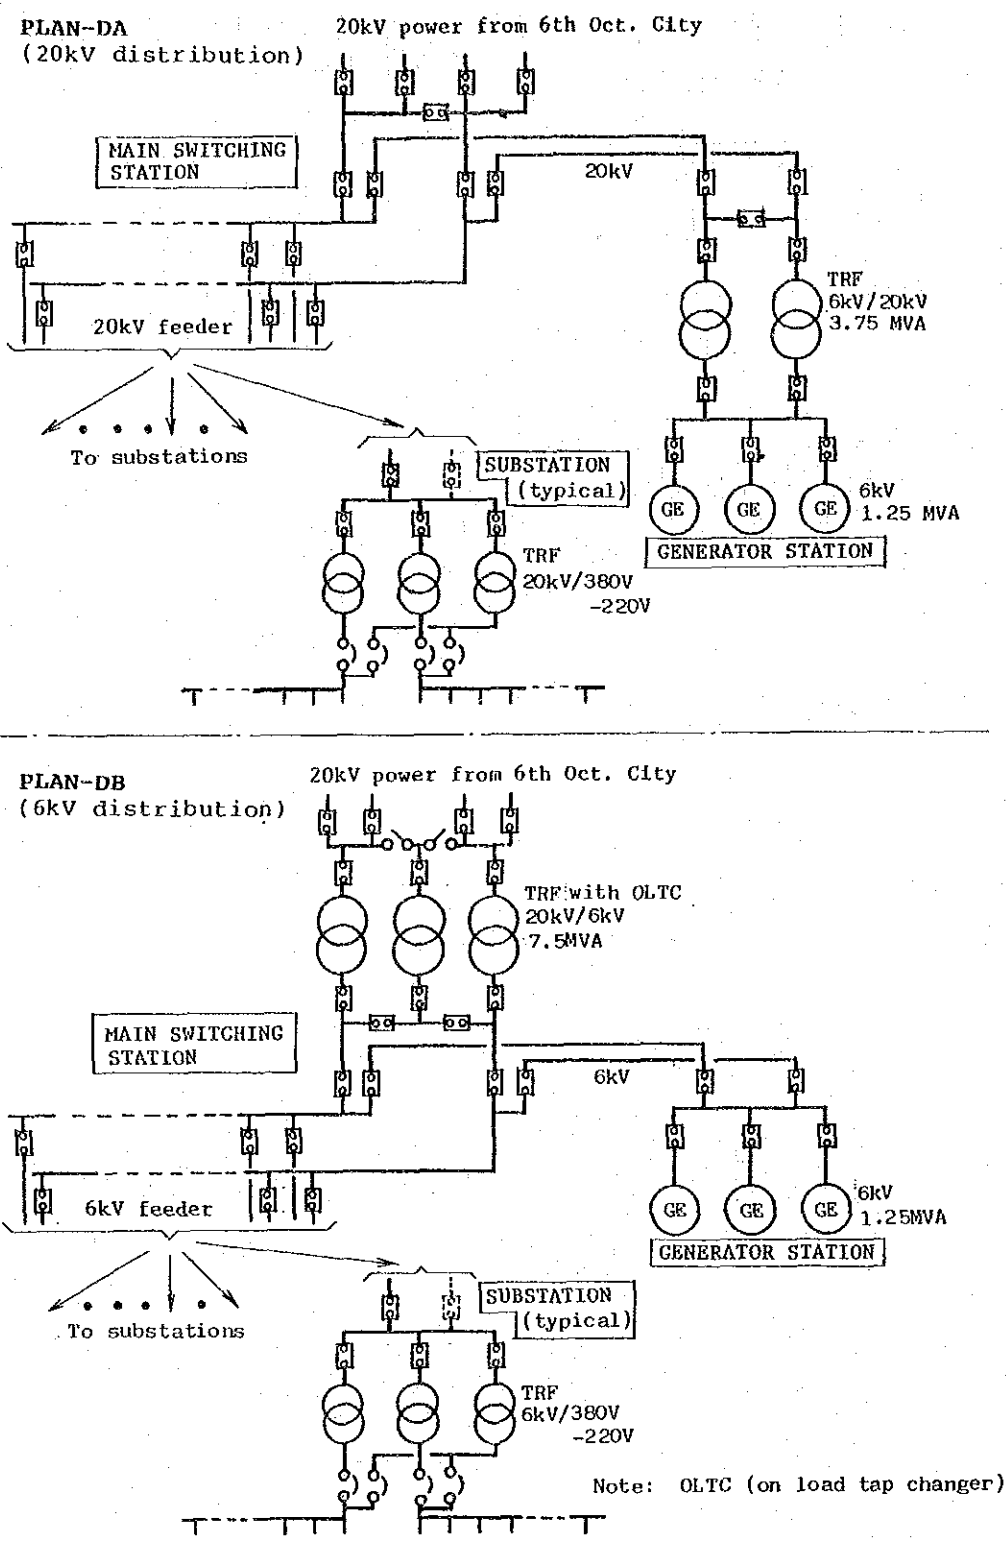 PLAN-DA
(20kV distribution)
20kV power from 6th Oct. City
MAIN SWITCHING
STATION
20kV
TRF
6kV/20kV
3.75 MVA
20kV feeder
To substations
SUBSTATION
(typical)
GE
GE
GE
6kV
1.25 MVA
GENERATOR STATION
TRF
20kV/380V
-220V
PLAN-DB
(6kV distribution)
20kV power from 6th Oct. City
TRF with OLTC
20kV/6kV
7.5MVA
MAIN SWITCHING
STATION
6kV
6kV feeder
GE
GE
GE
6kV
1.25MVA
GENERATOR STATION
To substations
SUBSTATION
(typical)
TRF
6kV/380V
-220V
Note: OLTC (on load tap changer)